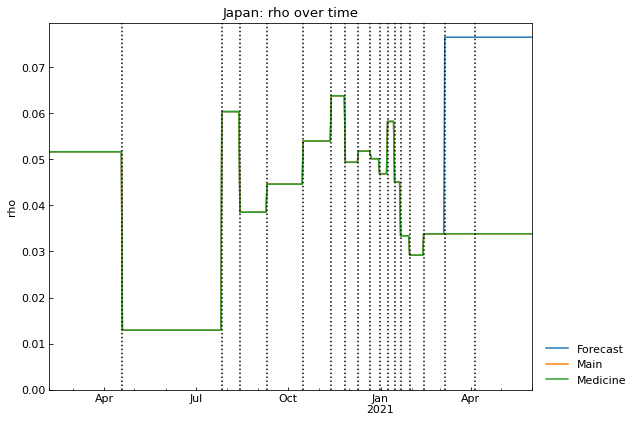 Japan: rho over time
0.07
0.06
0.05
0.04
0.03
0.02
0.01
0.00
rho
Apr Jul Oct Jan Apr
2021
Forecast
Main
Medicine